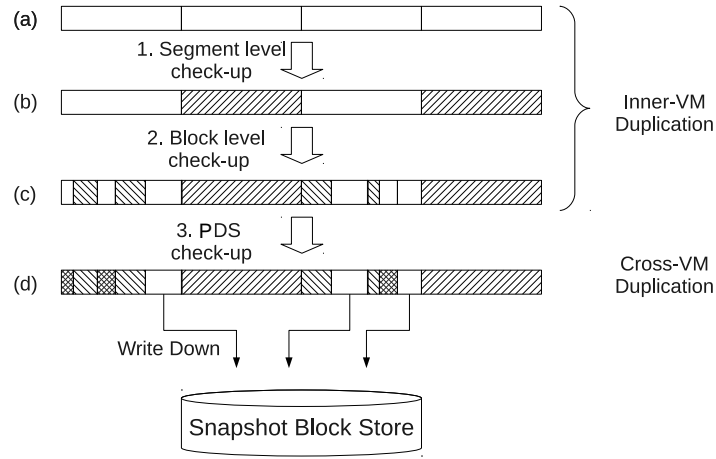 (a)
1. Segment level
check-up
(b)
Inner-VM
Duplication
2. Block level
check-up
(c)
3. PDS
check-up
(d)
Cross-VM
Duplication
Write Down
Snapshot Block Store